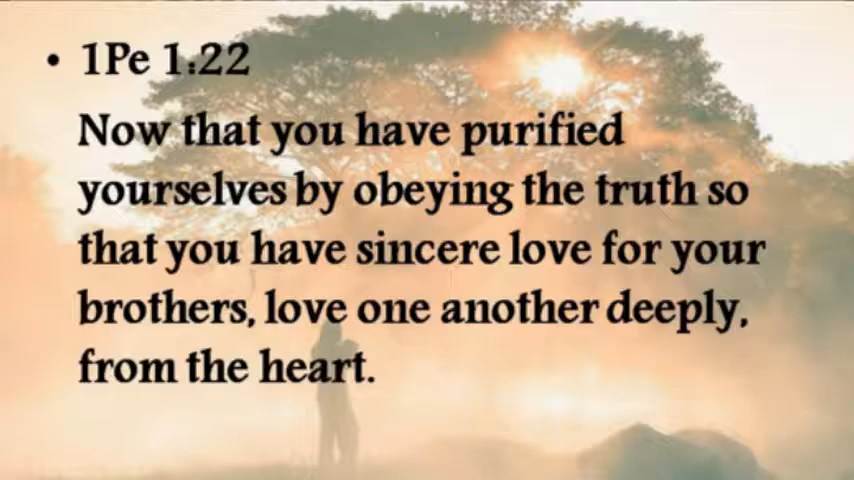 • 1Pe 1:22
Now that you have purified
yourselves by obeying the truth so
that you have sincere love for your
brothers, love one another deeply,
from the heart.